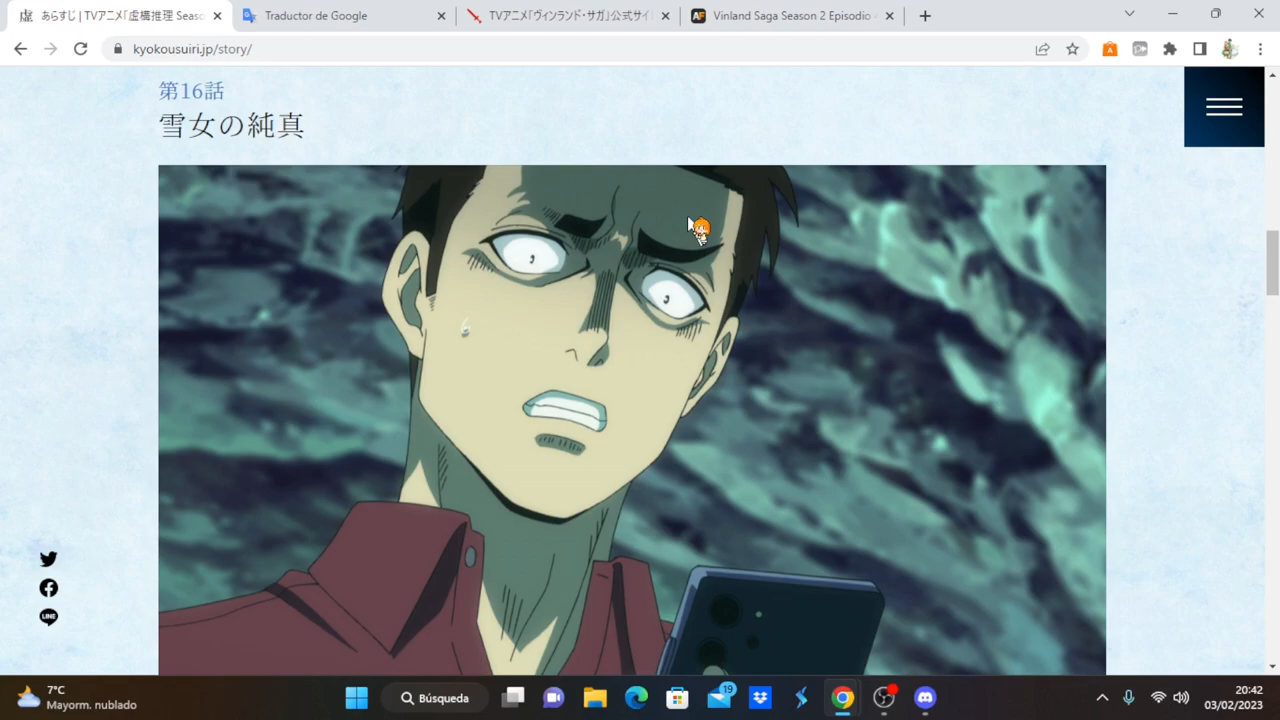 あらすじ | TVアニメ「虚構推理 Seaso
Traductor de Google
TVアニメ「ヴィンランド・サガ」公式サイ
Vinland Saga Season 2 Episodio
kyokousuiri.jp/story/
第16話
雪女の純真
LINE
7°C
Mayorm. nublado
Búsqueda
19
20:42
03/02/2023